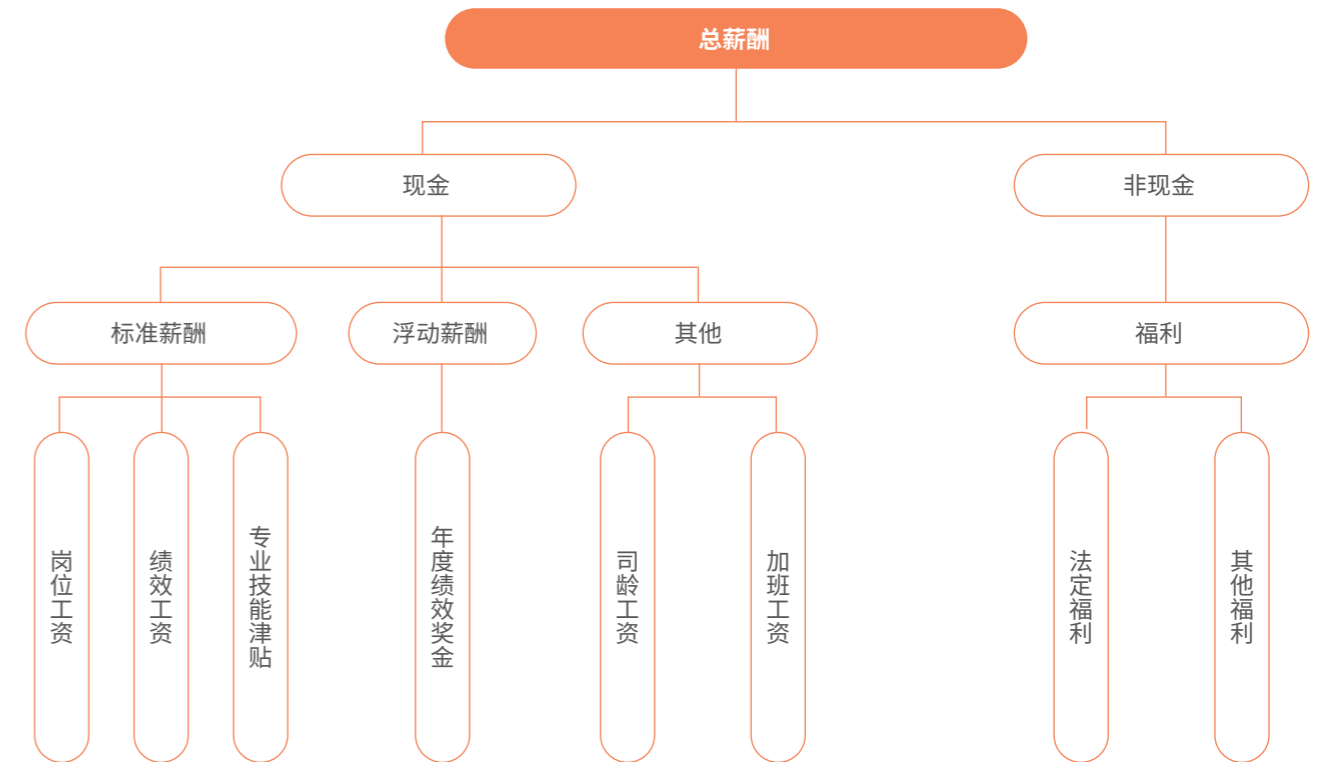 总薪酬
现金
非现金
标准薪酬
浮动薪酬
其他
福利
岗位工资
绩效工资
专业技能津贴
年度绩效奖金
司龄工资
加班工资
法定福利
其他福利